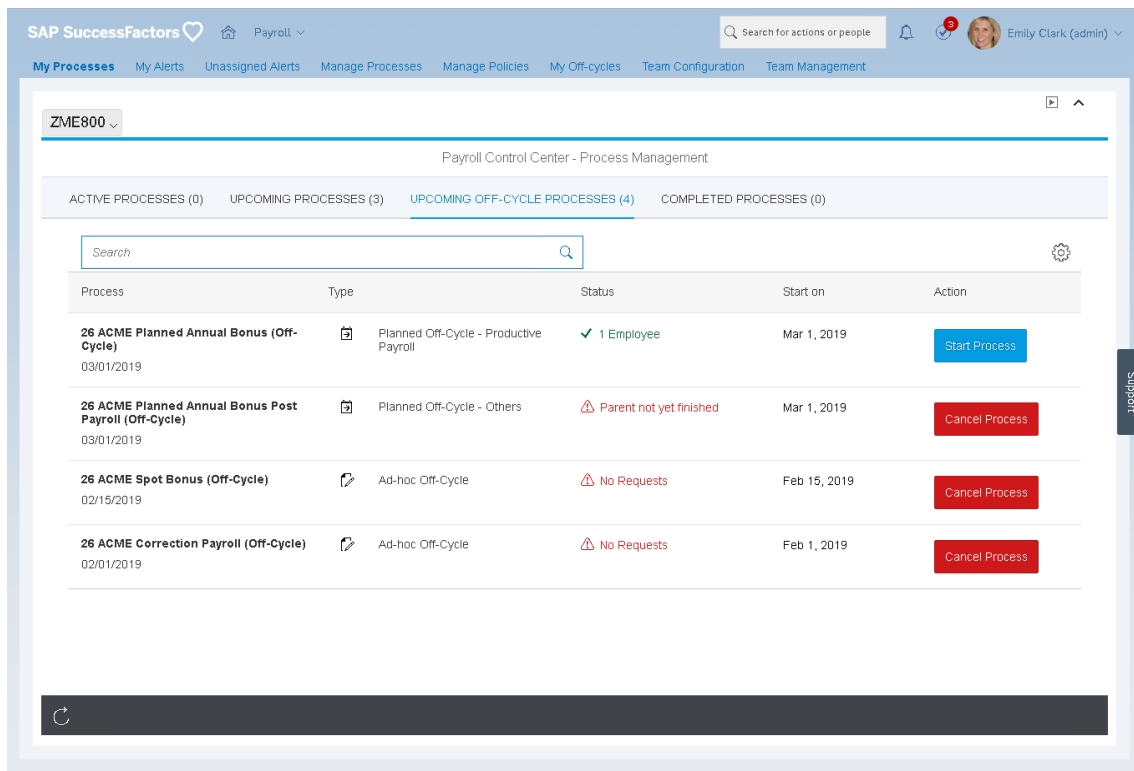 SAP SuccessFactors Payroll Search for actions or people 3 Emily Clark (admin)
My Processes My Alerts Unassigned Alerts Manage Processes Manage Policies My Off-cycles Team Configuration Team Management
ZME800
Payroll Control Center - Process Management
ACTIVE PROCESSES (0) UPCOMING PROCESSES (3) UPCOMING OFF-CYCLE PROCESSES (4) COMPLETED PROCESSES (0)
Search
Process Type Status Start on Action
26 ACME Planned Annual Bonus (Off-
Cycle)
03/01/2019
Planned Off-Cycle - Productive
Payroll
1 Employee
Mar 1, 2019
Start Process
26 ACME Planned Annual Bonus Post
Payroll (Off-Cycle)
03/01/2019
Planned Off-Cycle - Others
Parent not yet finished
Mar 1, 2019
Cancel Process
26 ACME Spot Bonus (Off-Cycle)
02/15/2019
Ad-hoc Off-Cycle
No Requests
Feb 15, 2019
Cancel Process
26 ACME Correction Payroll (Off-Cycle)
02/01/2019
Ad-hoc Off-Cycle
No Requests
Feb 1, 2019
Cancel Process
Support